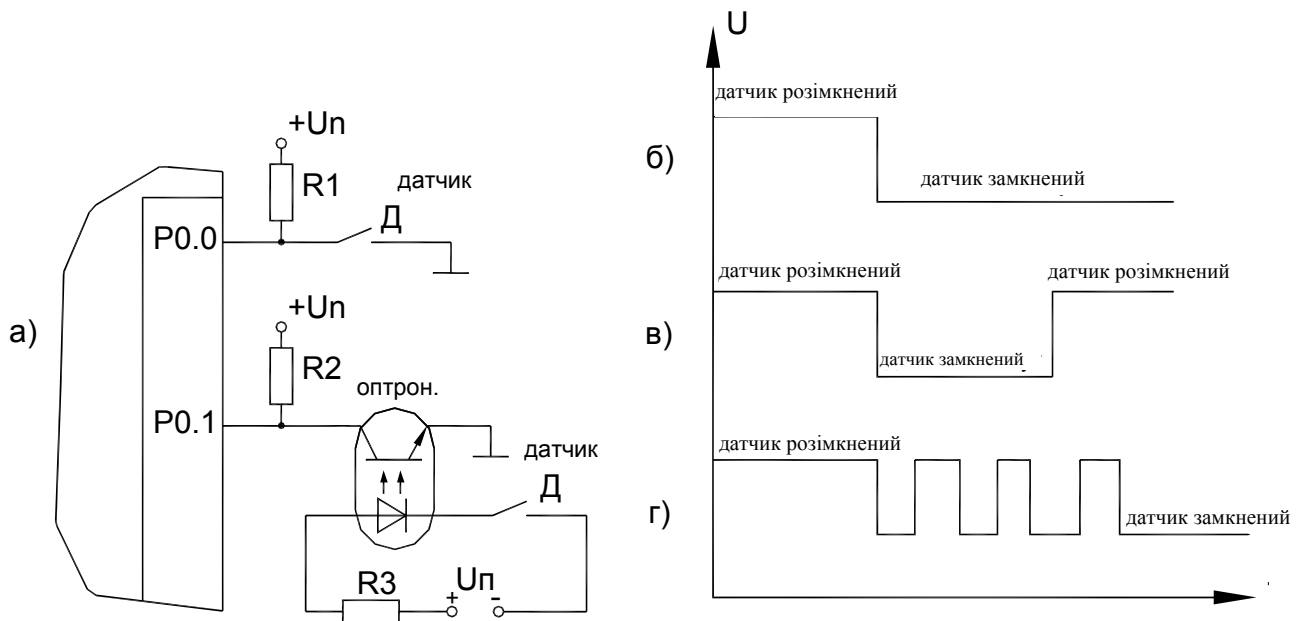 а)
+Un
R1
датчик
Д
P0.0
+Un
R2
оптрон.
P0.1
датчик
Д
R3
Uп
+
-
U
б)
датчик розімкнений
датчик замкнений
в)
датчик розімкнений
датчик розімкнений
датчик замкнений
г)
датчик розімкнений
датчик замкнений